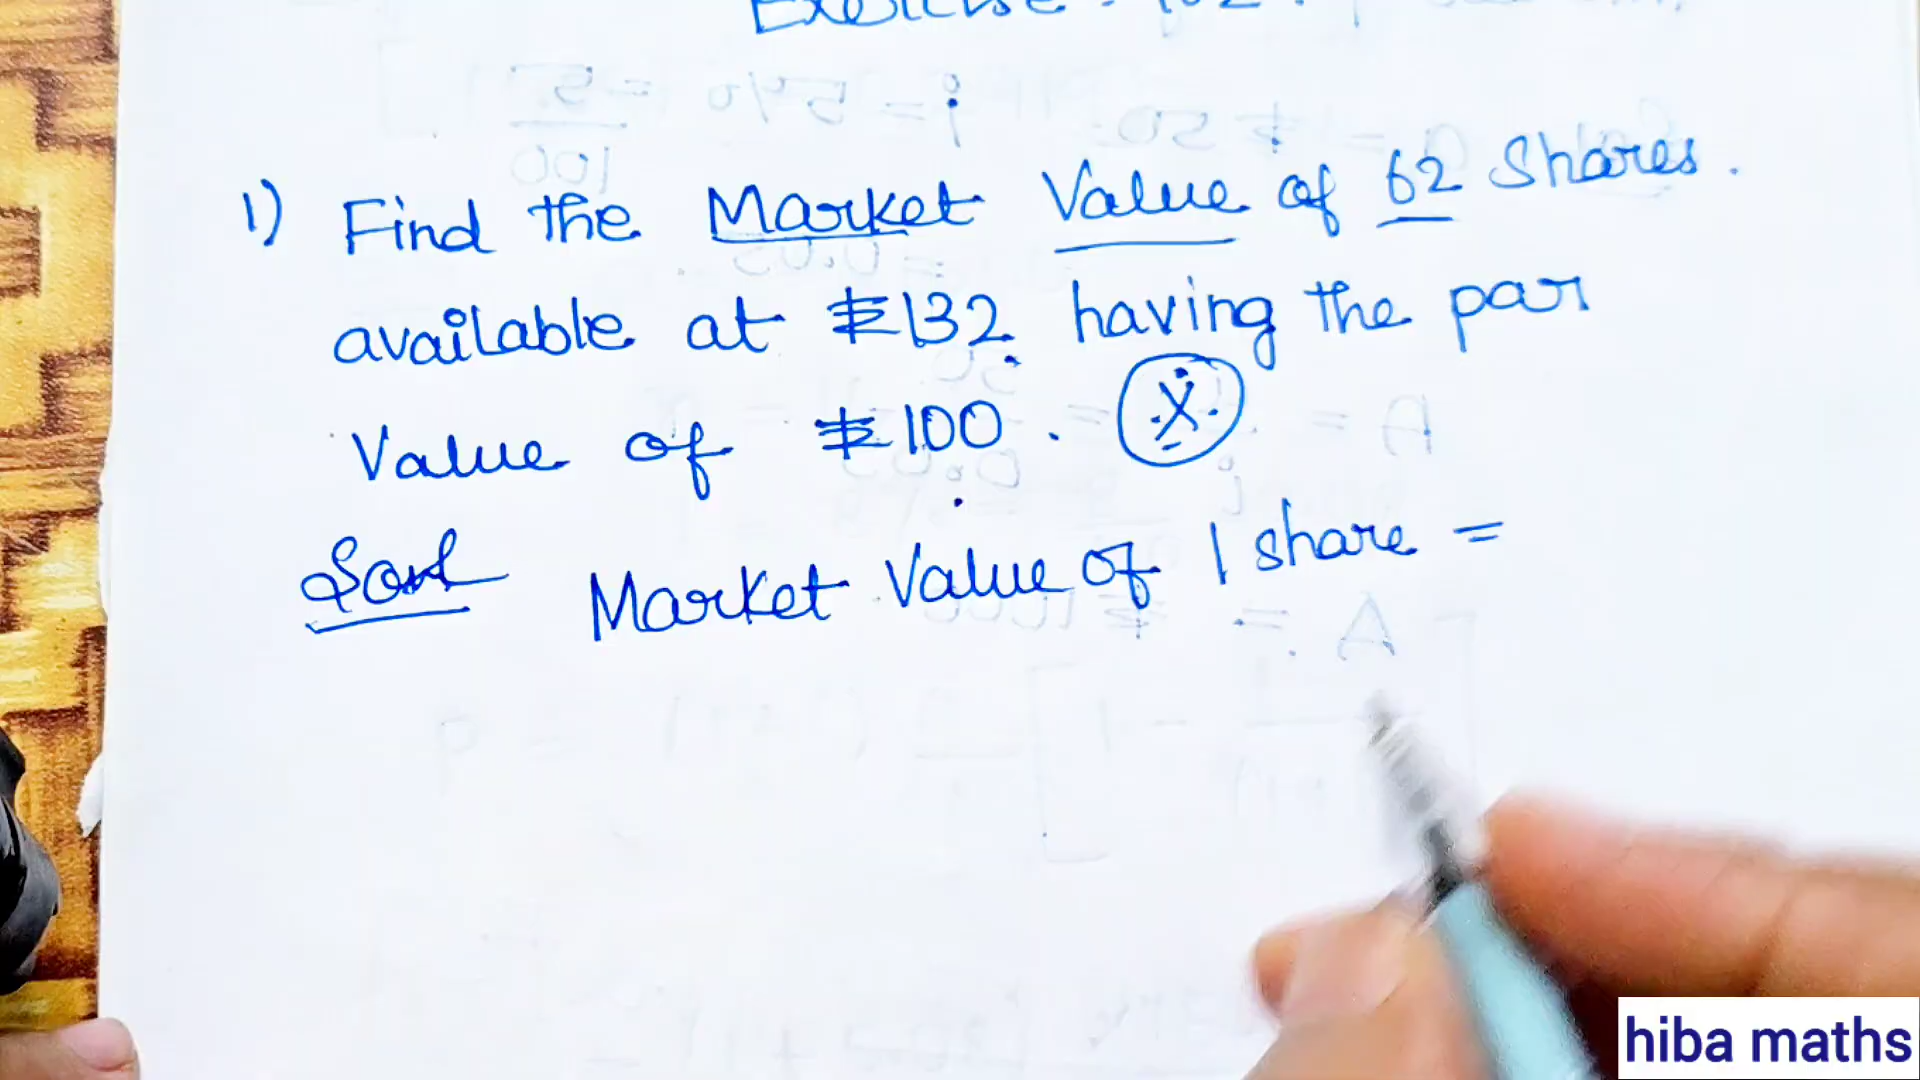 1) Find the Market Value of 62 Shares.
available at ₹132 having the par
Value of ₹100. X
Market Value of 1 share =
hiba maths